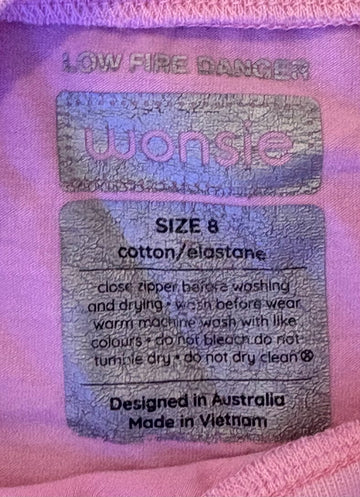 LOW FIRE DANGER
wonsie
SIZE 8
cotton/elastane
close zipper before washing
and drying • wash before wear
warm machine wash with like
colours • do not bleach do not
tumble dry • do not dry clean ⓧ
Designed in Australia
Made in Vietnam